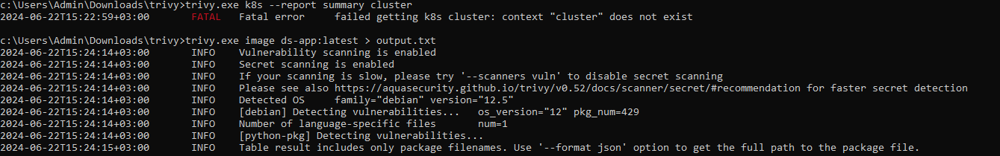 c:\Users\Admin\Downloads\trivy>trivy.exe k8s --report summary cluster
2024-06-22T15:22:59+03:00 FATAL Fatal error failed getting k8s cluster: context "cluster" does not exist
c:\Users\Admin\Downloads\trivy>trivy.exe image ds-app:latest > output.txt
2024-06-22T15:24:14+03:00 INFO Vulnerability scanning is enabled
2024-06-22T15:24:14+03:00 INFO Secret scanning is enabled
2024-06-22T15:24:14+03:00 INFO If your scanning is slow, please try '--scanners vuln' to disable secret scanning
2024-06-22T15:24:14+03:00 INFO Please see also https://aquasecurity.github.io/trivy/v0.52/docs/scanner/secret/#recommendation for faster secret detection
2024-06-22T15:24:14+03:00 INFO Detected OS family="debian" version="12.5"
2024-06-22T15:24:14+03:00 INFO [debian] Detecting vulnerabilities... os_version="12" pkg_num=429
2024-06-22T15:24:14+03:00 INFO Number of language-specific files num=1
2024-06-22T15:24:14+03:00 INFO [python-pkg] Detecting vulnerabilities...
2024-06-22T15:24:15+03:00 INFO Table result includes only package filenames. Use '--format json' option to get the full path to the package file.